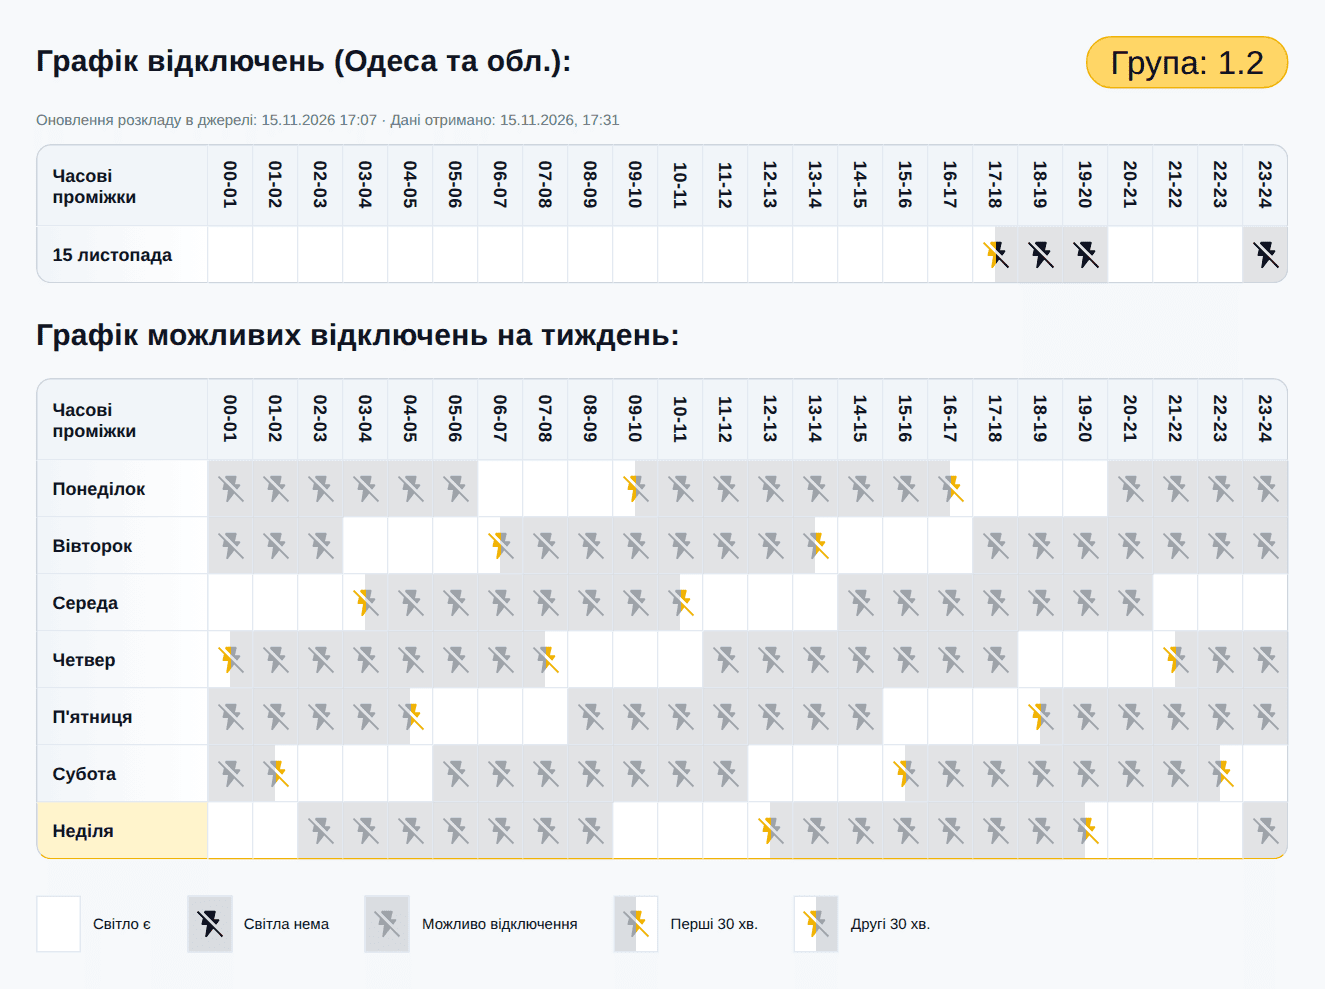 Графік відключень (Одеса та обл.):
Група: 1.2
Оновлення розкладу в джерелі: 15.11.2026 17:07 · Дані отримано: 15.11.2026, 17:31
Часові проміжки 00-01 01-02 02-03 03-04 04-05 05-06 06-07 07-08 08-09 09-10 10-11 11-12 12-13 13-14 14-15 15-16 16-17 17-18 18-19 19-20 20-21 21-22 22-23 23-24
15 листопада
Графік можливих відключень на тиждень:
Часові проміжки 00-01 01-02 02-03 03-04 04-05 05-06 06-07 07-08 08-09 09-10 10-11 11-12 12-13 13-14 14-15 15-16 16-17 17-18 18-19 19-20 20-21 21-22 22-23 23-24
Понеділок
Вівторок
Середа
Четвер
П'ятниця
Субота
Неділя
Світло є Світла нема Можливо відключення Перші 30 хв. Другі 30 хв.